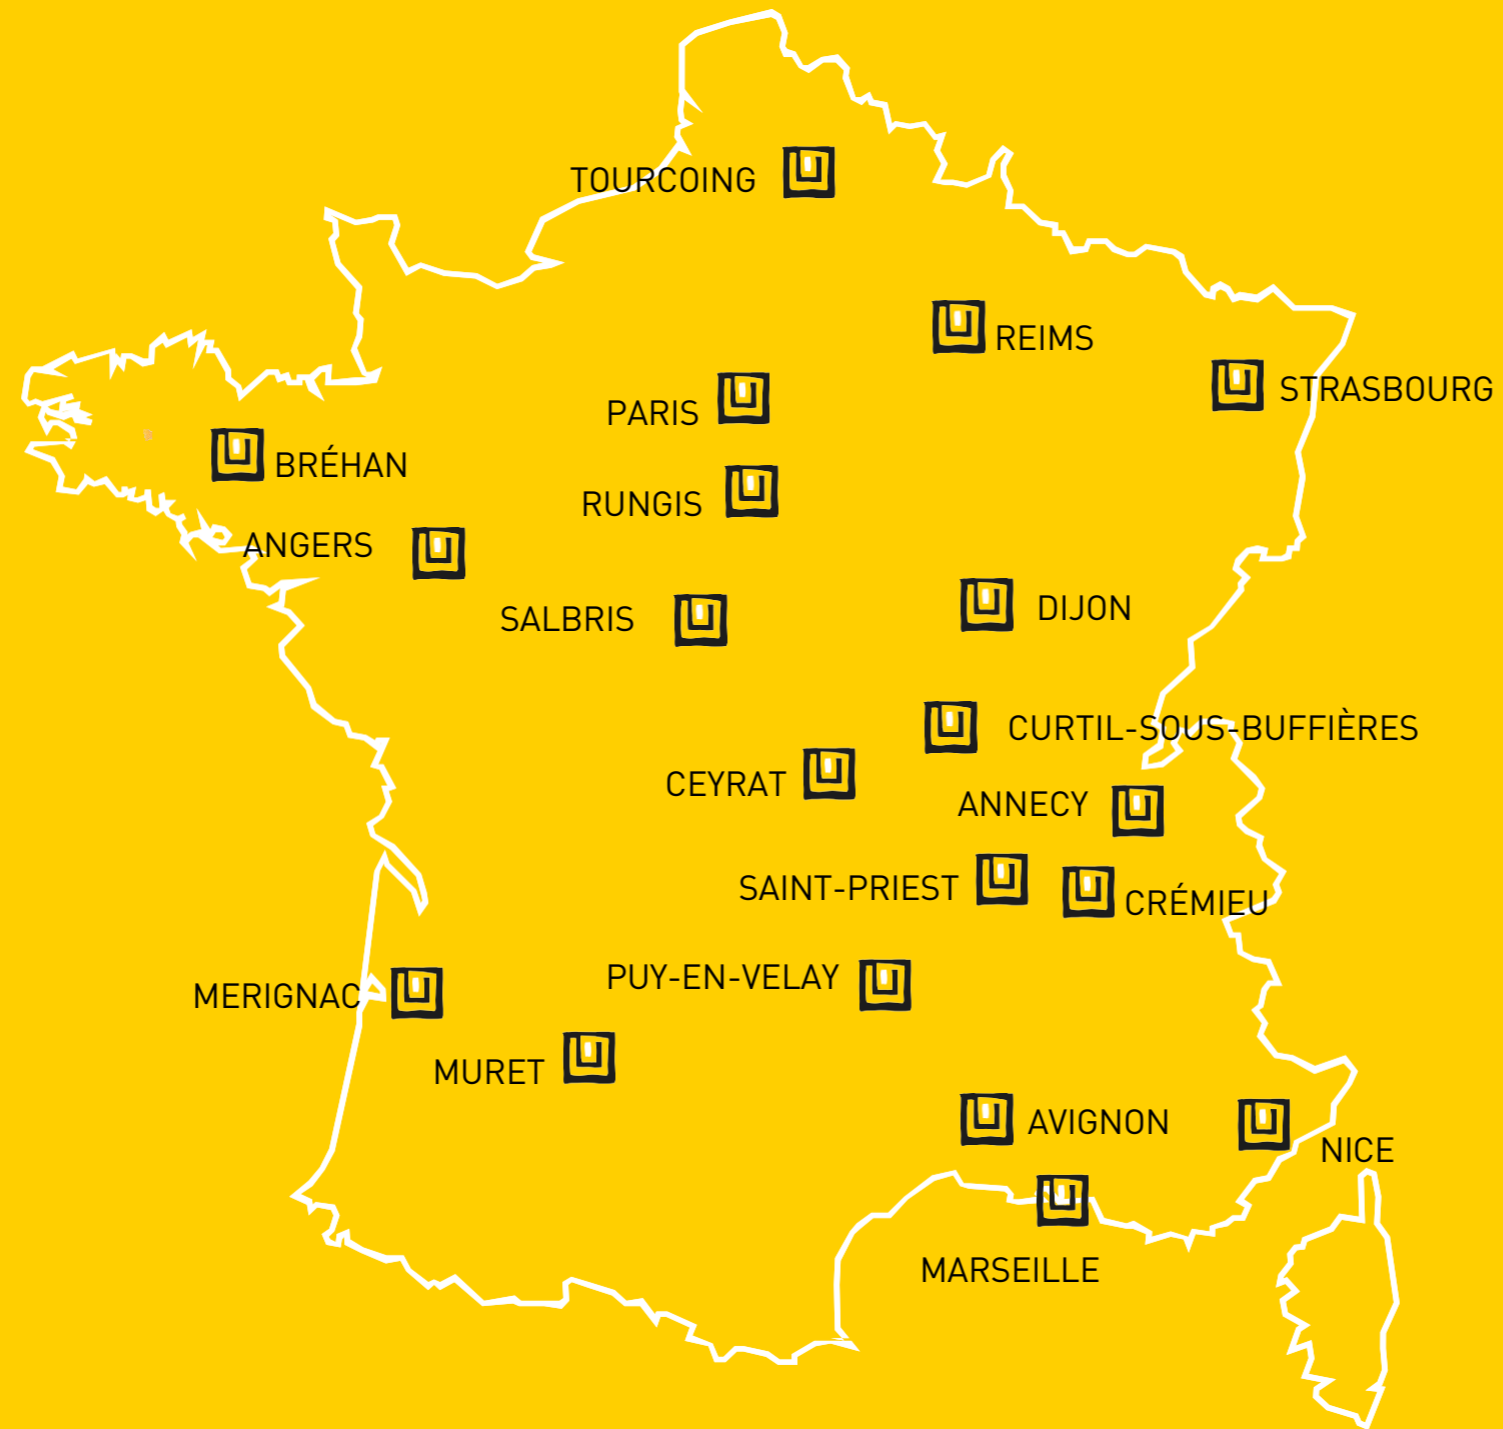 TOURCOING
REIMS
STRASBOURG
PARIS
BRÉHAN
RUNGIS
ANGERS
SALBRIS
DIJON
CURTIL-SOUS-BUFFIÈRES
CEYRAT
ANNECY
SAINT-PRIEST
CRÉMIEU
PUY-EN-VELAY
MERIGNAC
MURET
AVIGNON
NICE
MARSEILLE